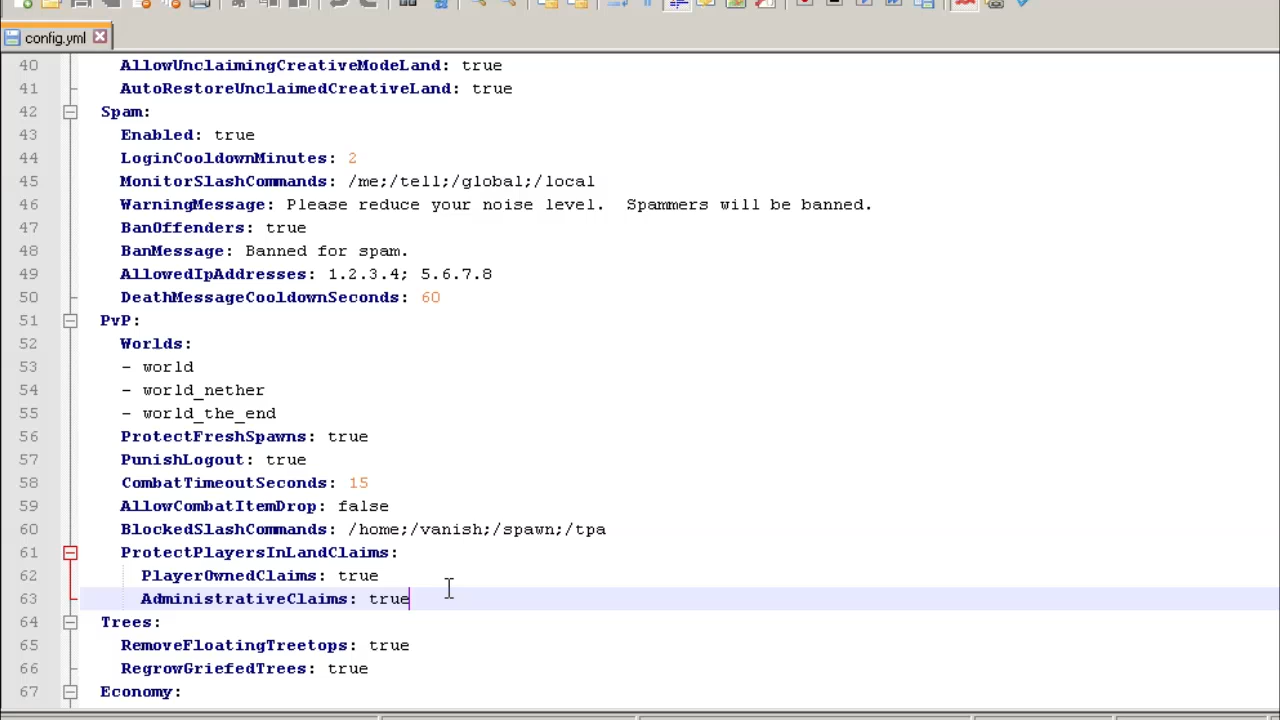 config.yml
40 AllowUnclaimingCreativeModeLand: true
41 AutoRestoreUnclaimedCreativeLand: true
42 Spam:
43 Enabled: true
44 LoginCooldownMinutes: 2
45 MonitorSlashCommands: /me;/tell;/global;/local
46 WarningMessage: Please reduce your noise level.  Spammers will be banned.
47 BanOffenders: true
48 BanMessage: Banned for spam.
49 AllowedIpAddresses: 1.2.3.4; 5.6.7.8
50 DeathMessageCooldownSeconds: 60
51 PvP:
52 Worlds:
53 - world
54 - world_nether
55 - world_the_end
56 ProtectFreshSpawns: true
57 PunishLogout: true
58 CombatTimeoutSeconds: 15
59 AllowCombatItemDrop: false
60 BlockedSlashCommands: /home;/vanish;/spawn;/tpa
61 ProtectPlayersInLandClaims:
62 PlayerOwnedClaims: true
63 AdministrativeClaims: true
64 Trees:
65 RemoveFloatingTreetops: true
66 RegrowGriefedTrees: true
67 Economy: